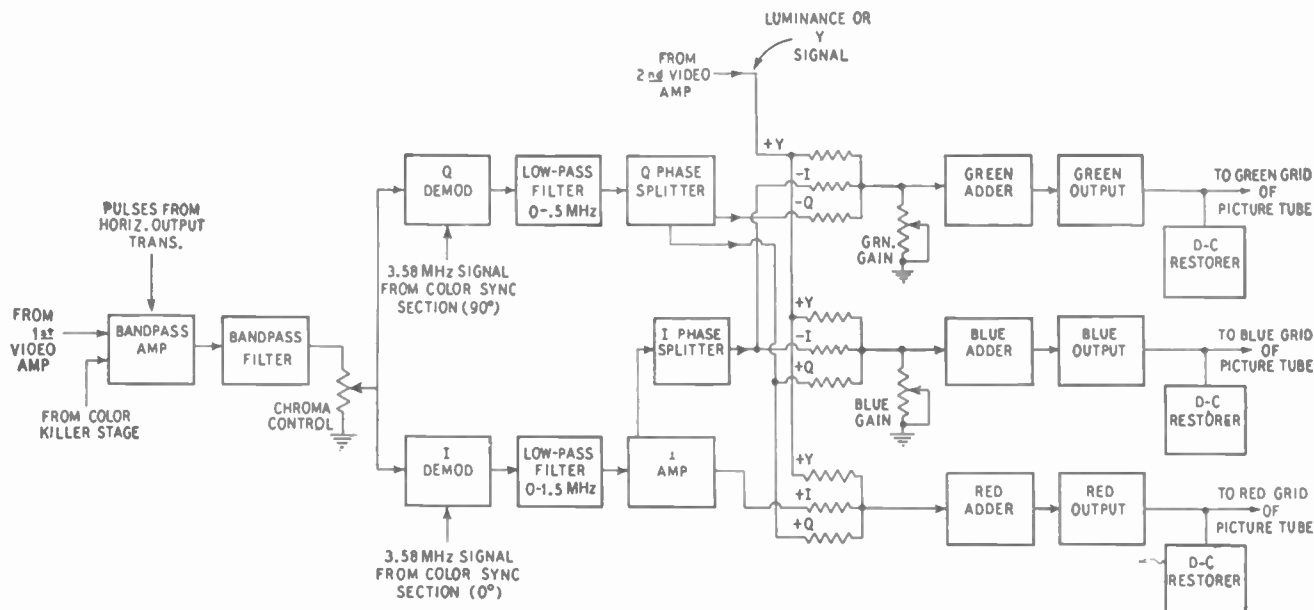 LUMINANCE OR
Y
SIGNAL
FROM
2nd VIDEO
AMP
+Y
-I
-Q
Q
DEMOD
LOW-PASS
FILTER
0-.5 MHz
Q PHASE
SPLITTER
GREEN
ADDER
GREEN
OUTPUT
TO GREEN GRID
OF
PICTURE TUBE
D-C
RESTORER
GRN.
GAIN
PULSES FROM
HORIZ. OUTPUT
TRANS.
3.58 MHz SIGNAL
FROM COLOR SYNC
SECTION (90°)
FROM
1st
VIDEO
AMP
BANDPASS
AMP
BANDPASS
FILTER
FROM COLOR
KILLER STAGE
CHROMA
CONTROL
I PHASE
SPLITTER
+Y
-I
+Q
BLUE
ADDER
BLUE
OUTPUT
TO BLUE GRID
OF
PICTURE TUBE
D-C
RESTORER
BLUE
GAIN
I
DEMOD
LOW-PASS
FILTER
0-1.5 MHz
I
AMP
+Y
+I
+Q
RED
ADDER
RED
OUTPUT
TO RED GRID
OF
PICTURE TUBE
D-C
RESTORER
3.58 MHz SIGNAL
FROM COLOR SYNC
SECTION (0°)